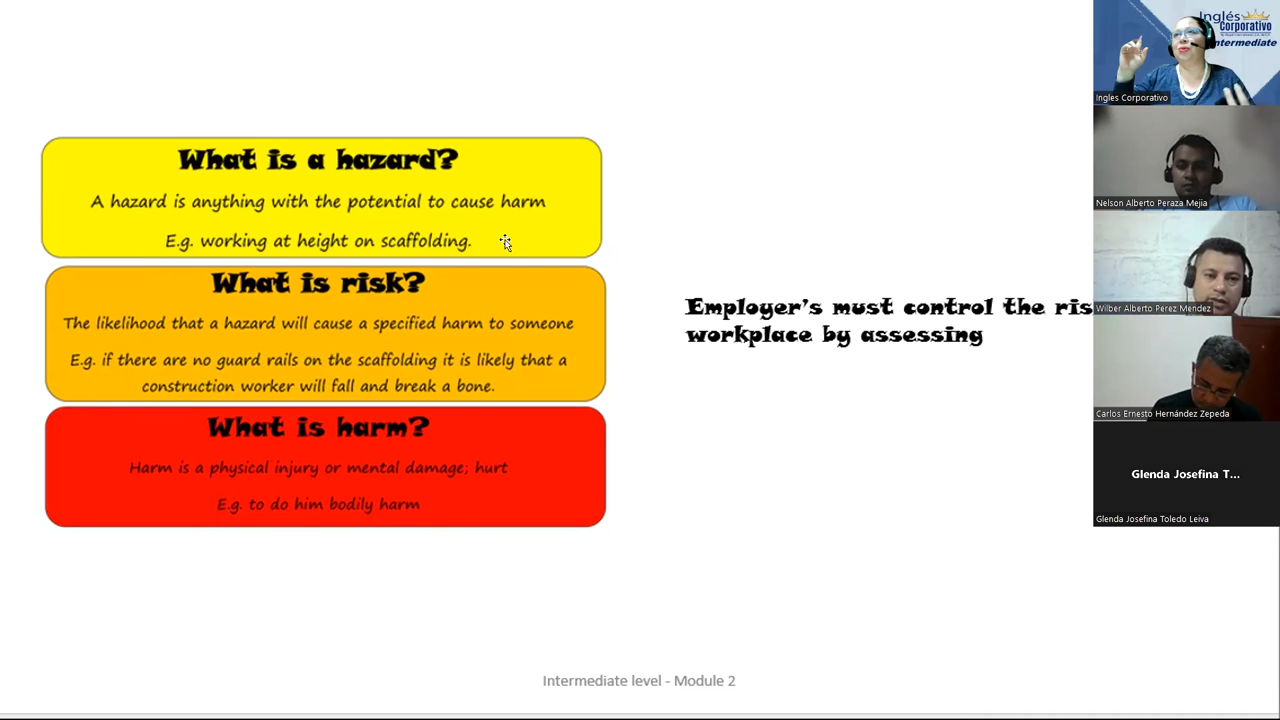 What is a hazard?
A hazard is anything with the potential to cause harm
E.g. working at height on scaffolding.
What is risk?
The likelihood that a hazard will cause a specified harm to someone
E.g. if there are no guard rails on the scaffolding it is likely that a
construction worker will fall and break a bone.
What is harm?
Harm is a physical injury or mental damage; hurt
E.g. to do him bodily harm
Employer's must control the ris
workplace by assessing
Intermediate level - Module 2
Inglés
Corporativo
Intermediate
Ingles Corporativo
Nelson Alberto Peraza Mejia
Wilber Alberto Perez Mendez
Carlos Ernesto Hernández Zepeda
Glenda Josefina T...
Glenda Josefina Toledo Leiva